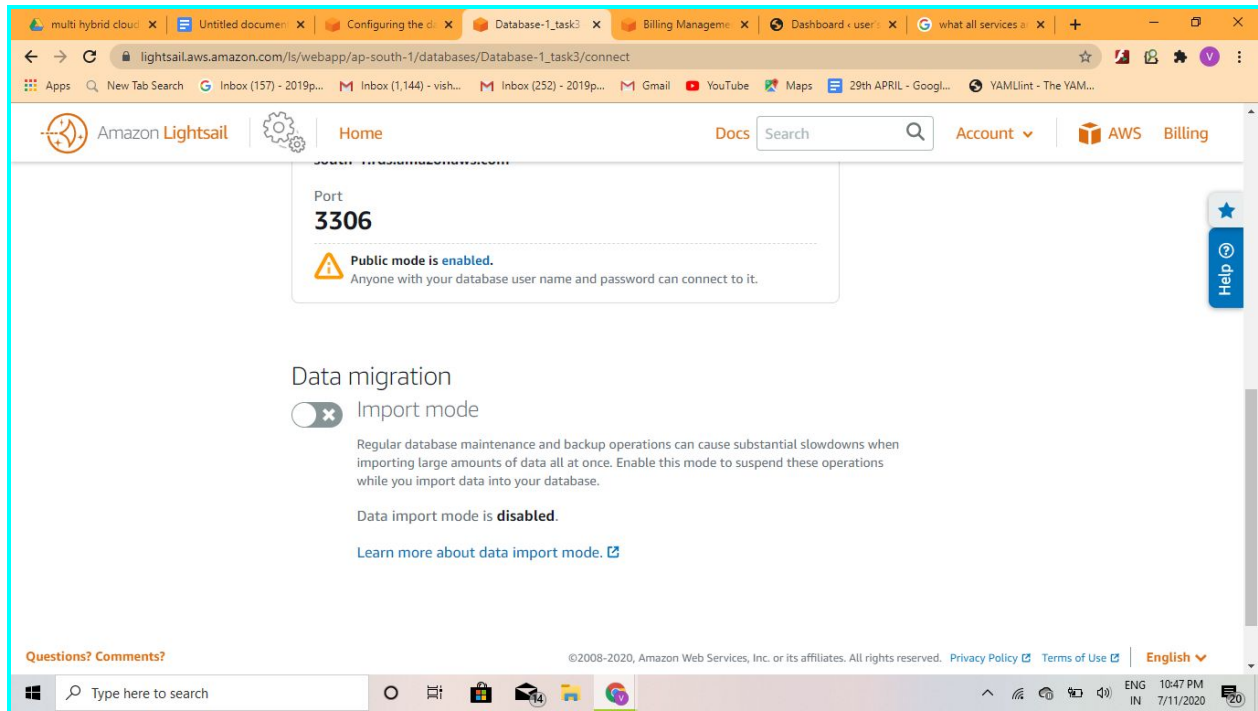 multi hybrid cloud
Untitled documen
Configuring the d
Database-1_task3
Billing Manageme
Dashboard ‹ user's
what all services a
lightsail.aws.amazon.com/ls/webapp/ap-south-1/databases/Database-1_task3/connect
V
Apps
New Tab Search
Inbox (157) - 2019p...
Inbox (1,144) - vish...
Inbox (252) - 2019p...
Gmail
YouTube
Maps
29th APRIL - Googl...
YAMLlint - The YAM...
Amazon Lightsail
Home
Docs
Search
Account
AWS
Billing
south-1.rds.amazonaws.com
Port
3306
Public mode is enabled.
Anyone with your database user name and password can connect to it.
Help
Data migration
Import mode
Regular database maintenance and backup operations can cause substantial slowdowns when
importing large amounts of data all at once. Enable this mode to suspend these operations
while you import data into your database.
Data import mode is disabled.
Learn more about data import mode.
Questions? Comments?
©2008-2020, Amazon Web Services, Inc. or its affiliates. All rights reserved.
Privacy Policy
Terms of Use
English
Type here to search
14
ENG
IN
10:47 PM
7/11/2020
20